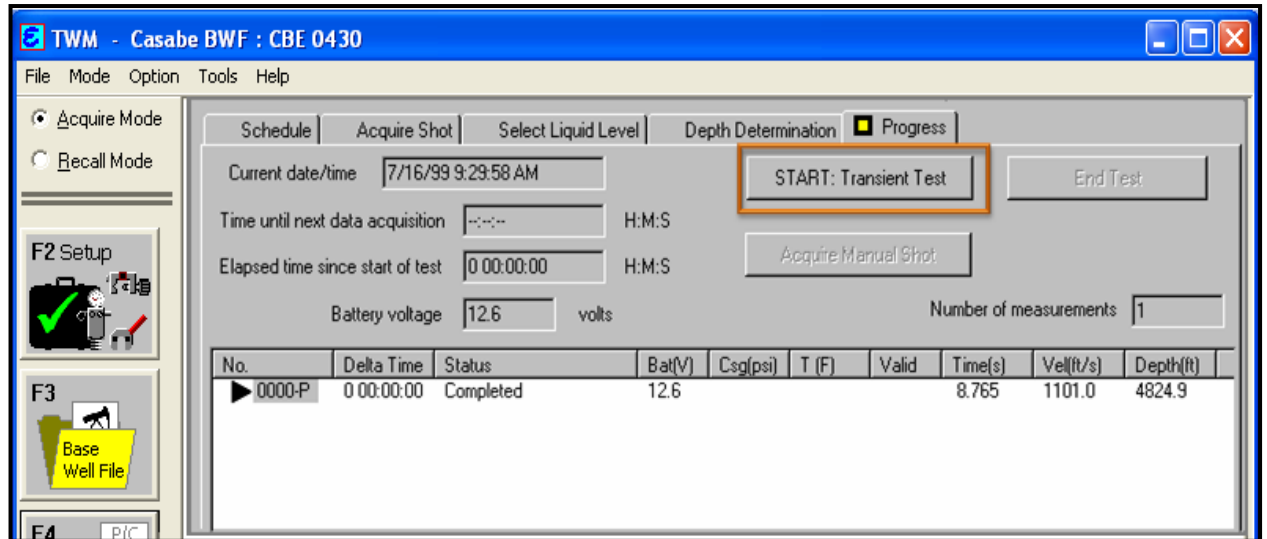 TWM - Casabe BWF : CBE 0430
File Mode Option Tools Help
Acquire Mode
Recall Mode
F2 Setup
F3
Base
Well File
F4 P/C
Schedule Acquire Shot Select Liquid Level Depth Determination Progress
Current date/time 7/16/99 9:29:58 AM
START: Transient Test End Test
Time until next data acquisition --:--:-- H:M:S
Elapsed time since start of test 0 00:00:00 H:M:S
Acquire Manual Shot
Battery voltage 12.6 volts
Number of measurements 1
No. Delta Time Status Bat(V) Csg(psi) T (F) Valid Time(s) Vel(ft/s) Depth(ft)
0000-P 0 00:00:00 Completed 12.6 8.765 1101.0 4824.9